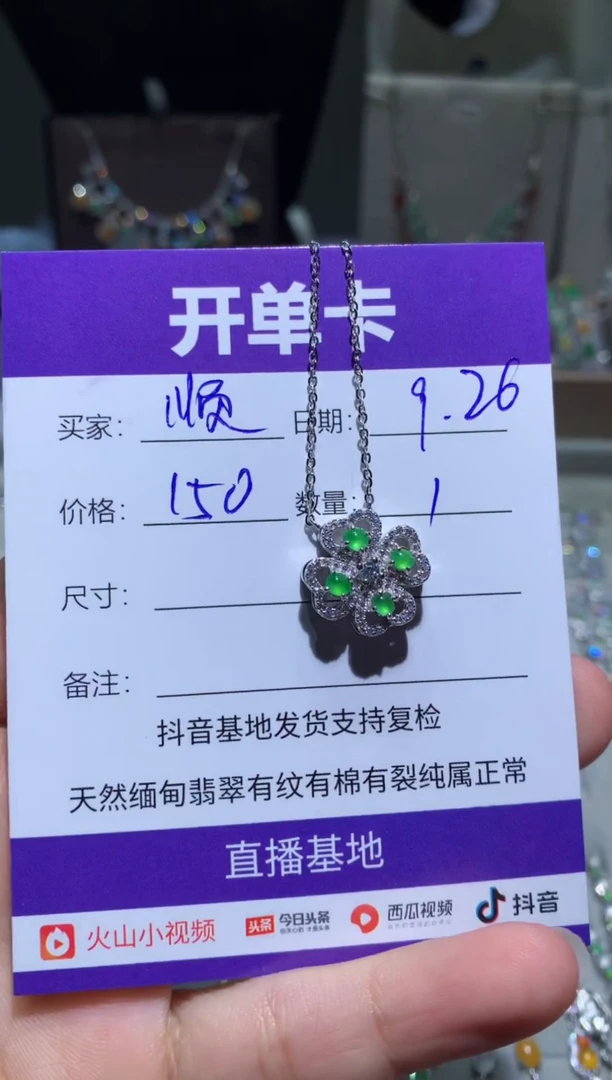 开单卡
买家：顺 日期：9.26
价格：150 数量：1
尺寸：
备注：
抖音基地发货支持复检
天然缅甸翡翠有纹有棉有裂纯属正常
直播基地
火山小视频 头条 今日头条 西瓜视频 抖音